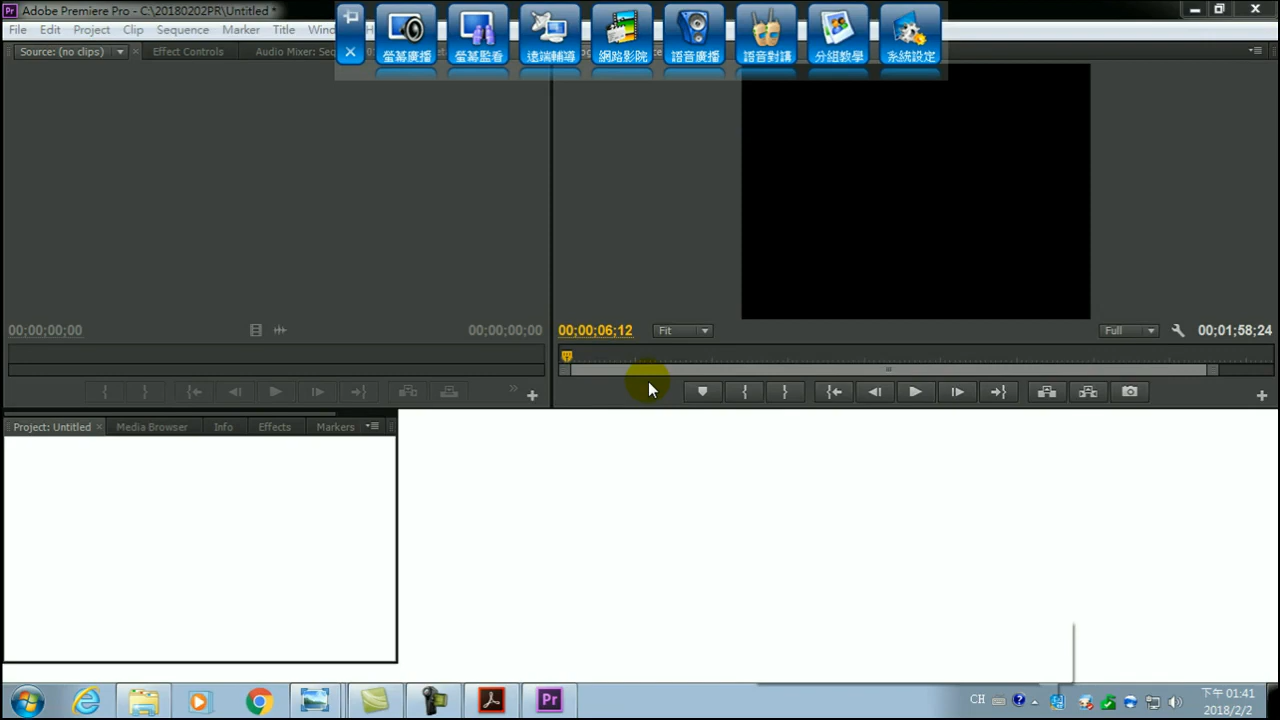 Adobe Premiere Pro - C:\20180202PR\Untitled *
File Edit Project Clip Sequence Marker Title
螢幕廣播 螢幕監看 遠端輔導 網路影院 語音廣播 語音對講 分組教學 系統設定
Source: (no clips) Effect Controls Audio Mixer:
00;00;00;00 00;00;00;00
00;00;06;12 Fit Full 00;01;58;24
Project: Untitled Media Browser Info Effects Markers
CH
下午 01:41
2018/2/2